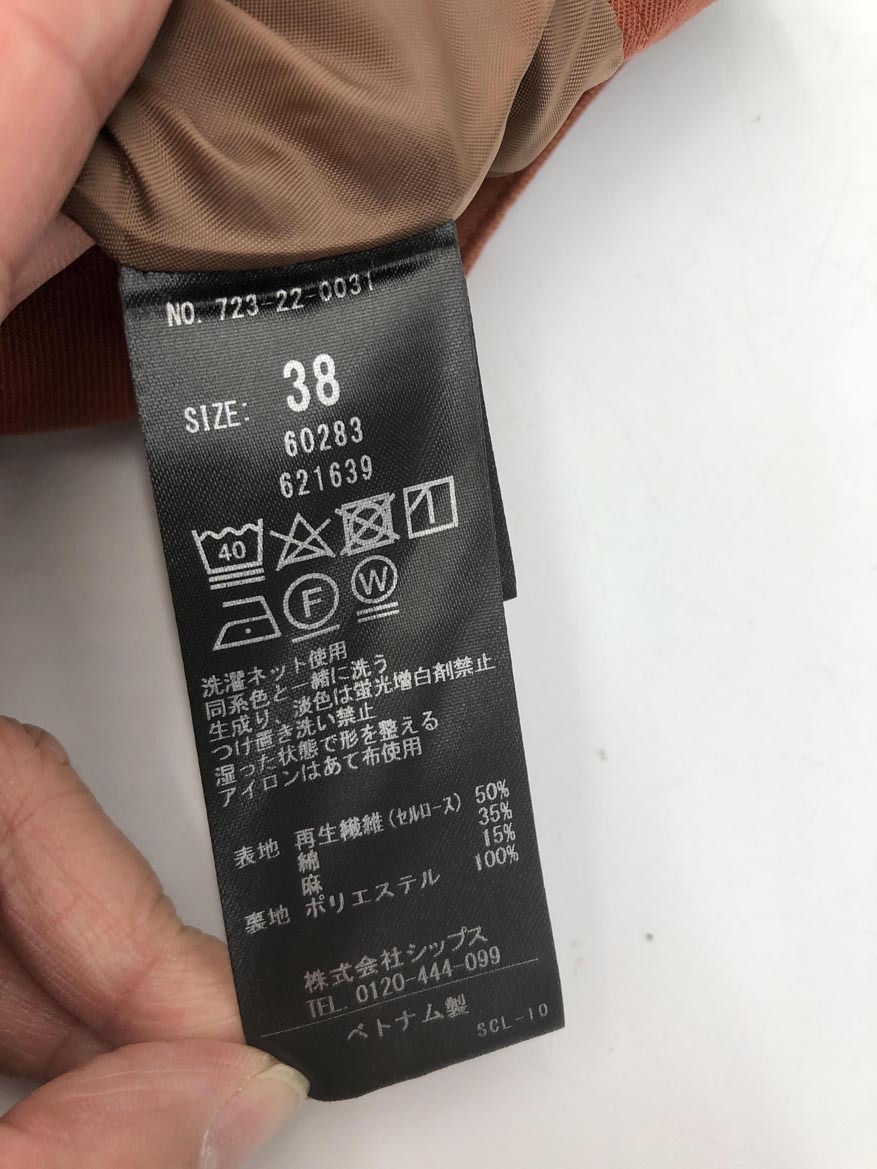 NO. 723-22-0031
SIZE: 38
60283
621639
40
F W
洗濯ネット使用
同系色と一緒に洗う
生成り、淡色は蛍光増白剤禁止
つけ置き洗い禁止
湿った状態で形を整える
アイロンはあて布使用
表地 再生繊維(セルロース) 50%
綿 35%
麻 15%
裏地 ポリエステル 100%
株式会社シップス
TEL. 0120-444-099
ベトナム製
SCL-10